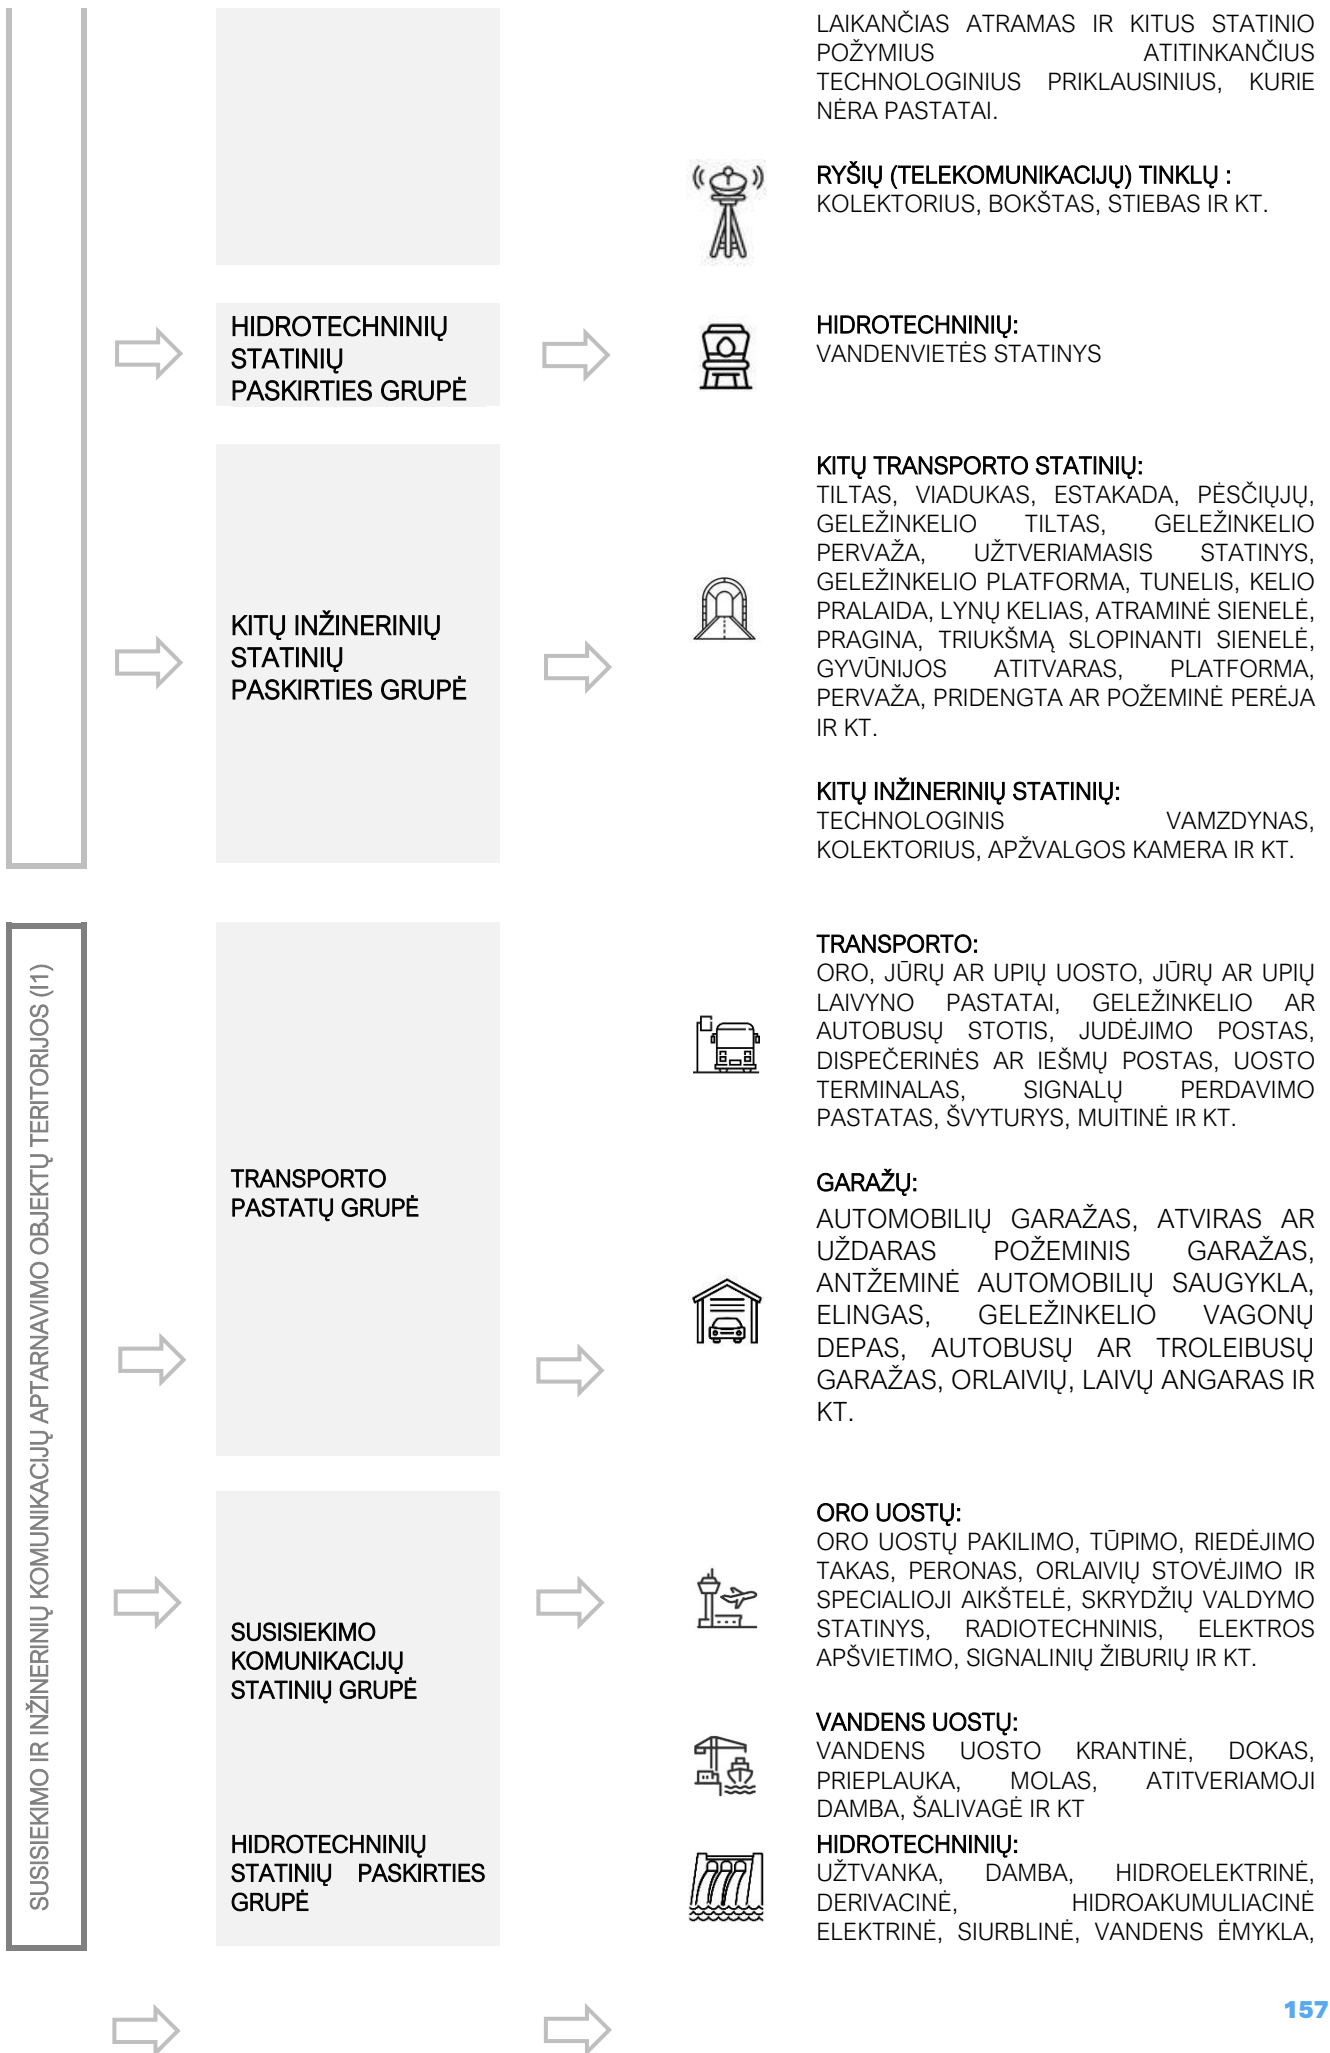 LAIKANČIAS ATRAMAS IR KITUS STATINIO
POŽYMIUS ATITINKANČIUS
TECHNOLOGINIUS PRIKLAUSINIUS, KURIE
NĖRA PASTATAI.
RYŠIŲ (TELEKOMUNIKACIJŲ) TINKLŲ :
KOLEKTORIUS, BOKŠTAS, STIEBAS IR KT.
HIDROTECHNINIŲ
STATINIŲ
PASKIRTIES GRUPĖ
HIDROTECHNINIŲ:
VANDENVIETĖS STATINYS
KITŲ INŽINERINIŲ
STATINIŲ
PASKIRTIES GRUPĖ
KITŲ TRANSPORTO STATINIŲ:
TILTAS, VIADUKAS, ESTAKADA, PĖSČIŲJŲ,
GELEŽINKELIO TILTAS, GELEŽINKELIO
PERVAŽA, UŽTVERIAMASIS STATINYS,
GELEŽINKELIO PLATFORMA, TUNELIS, KELIO
PRALAIDA, LYNŲ KELIAS, ATRAMINĖ SIENELĖ,
PRAGINA, TRIUKŠMĄ SLOPINANTI SIENELĖ,
GYVŪNIJOS ATITVARAS, PLATFORMA,
PERVAŽA, PRIDENGTA AR POŽEMINĖ PERĖJA
IR KT.
KITŲ INŽINERINIŲ STATINIŲ:
TECHNOLOGINIS VAMZDYNAS,
KOLEKTORIUS, APŽVALGOS KAMERA IR KT.
SUSISIEKIMO IR INŽINERINIŲ KOMUNIKACIJŲ APTARNAVIMO OBJEKTŲ TERITORIJOS (I1)
TRANSPORTO
PASTATŲ GRUPĖ
TRANSPORTO:
ORO, JŪRŲ AR UPIŲ UOSTO, JŪRŲ AR UPIŲ
LAIVYNO PASTATAI, GELEŽINKELIO AR
AUTOBUSŲ STOTIS, JUDĖJIMO POSTAS,
DISPEČERINĖS AR IEŠMŲ POSTAS, UOSTO
TERMINALAS, SIGNALŲ PERDAVIMO
PASTATAS, ŠVYTURYS, MUITINĖ IR KT.
GARAŽŲ:
AUTOMOBILIŲ GARAŽAS, ATVIRAS AR
UŽDARAS POŽEMINIS GARAŽAS,
ANTŽEMINĖ AUTOMOBILIŲ SAUGYKLA,
ELINGAS, GELEŽINKELIO VAGONŲ
DEPAS, AUTOBUSŲ AR TROLEIBUSŲ
GARAŽAS, ORLAIVIŲ, LAIVŲ ANGARAS IR
KT.
SUSISIEKIMO
KOMUNIKACIJŲ
STATINIŲ GRUPĖ
ORO UOSTŲ:
ORO UOSTŲ PAKILIMO, TŪPIMO, RIEDĖJIMO
TAKAS, PERONAS, ORLAIVIŲ STOVĖJIMO IR
SPECIALIOJI AIKŠTELĖ, SKRYDŽIŲ VALDYMO
STATINYS, RADIOTECHNINIS, ELEKTROS
APŠVIETIMO, SIGNALINIŲ ŽIBURIŲ IR KT.
VANDENS UOSTŲ:
VANDENS UOSTO KRANTINĖ, DOKAS,
PRIEPLAUKA, MOLAS, ATITVERIAMOJI
DAMBA, ŠALIVAGĖ IR KT
HIDROTECHNINIŲ
STATINIŲ PASKIRTIES
GRUPĖ
HIDROTECHNINIŲ:
UŽTVANKA, DAMBA, HIDROELEKTRINĖ,
DERIVACINĖ, HIDROAKUMULIACINĖ
ELEKTRINĖ, SIURBLINĖ, VANDENS ĖMYKLA,
157